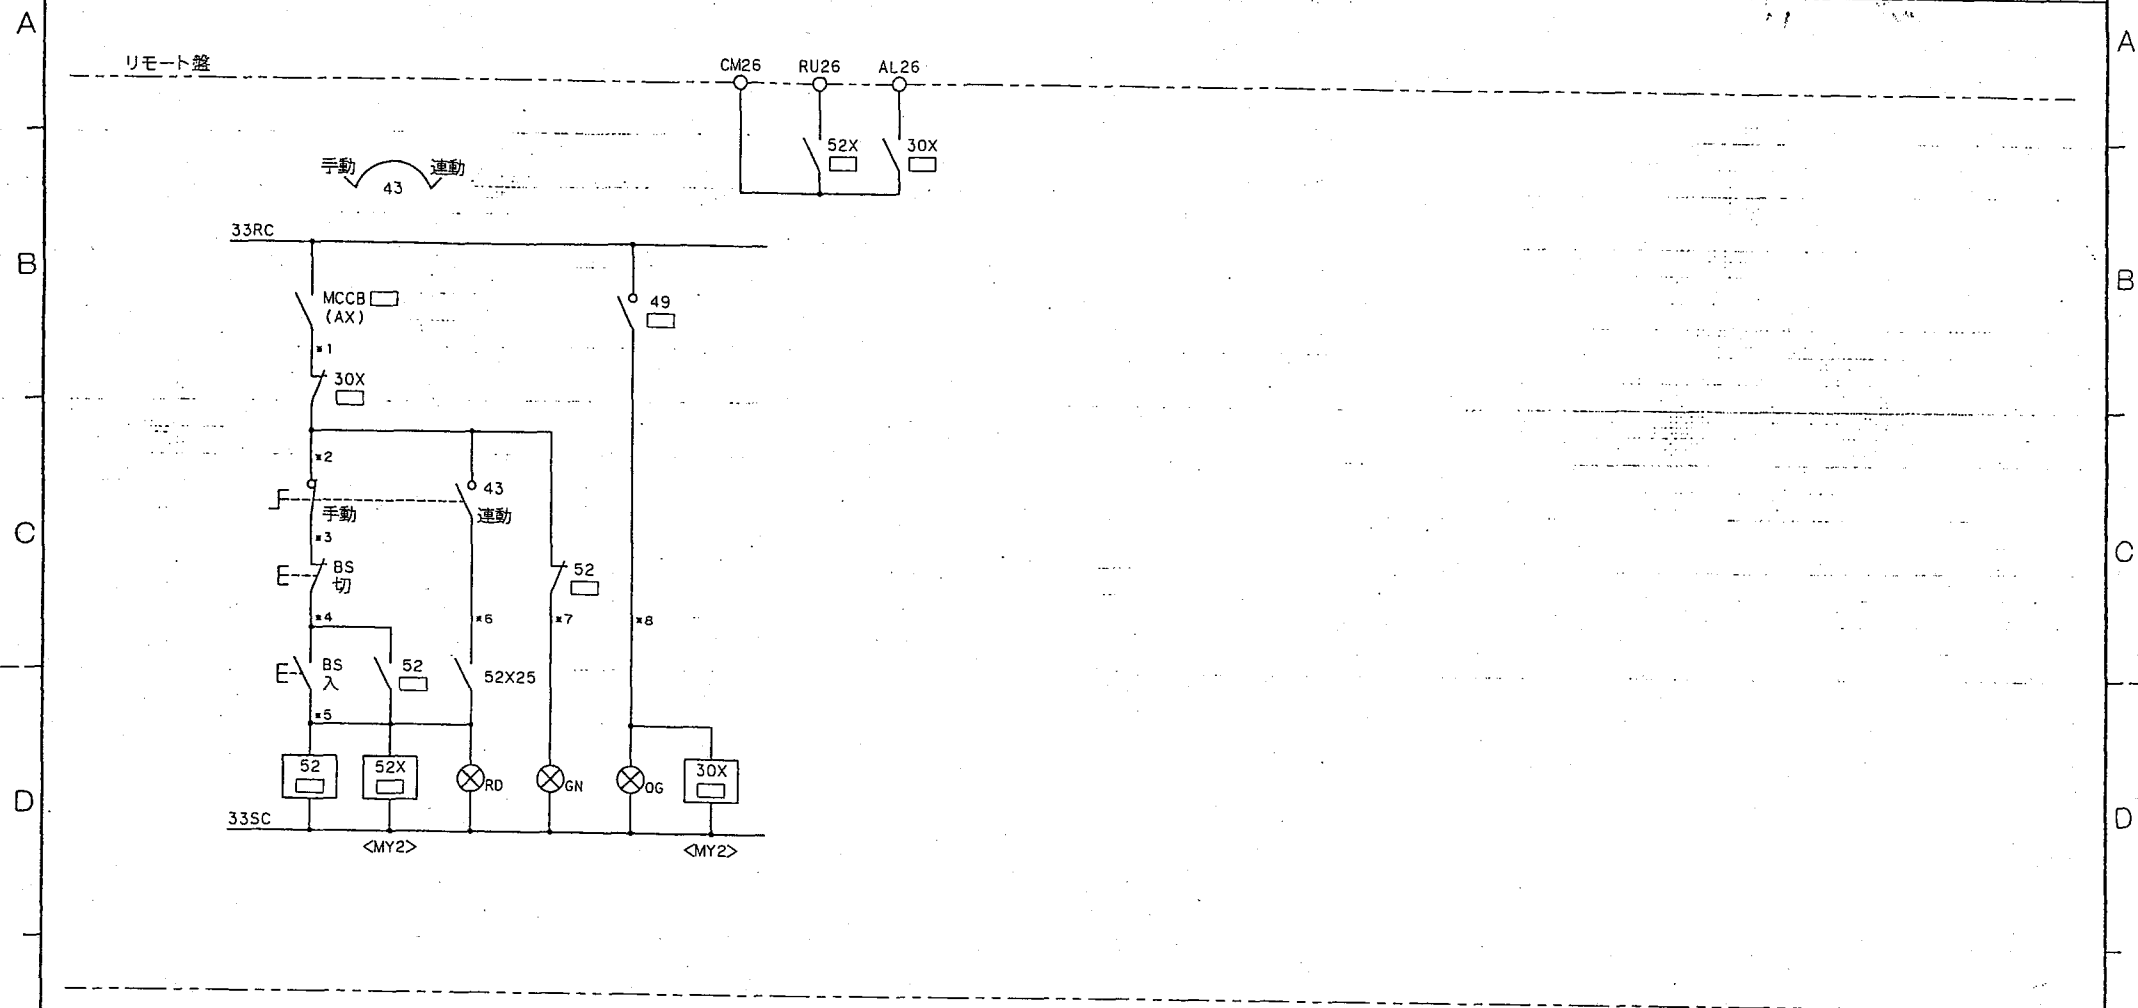 A
A
リモート盤
CM26 RU26 AL26
52X 30X
手動 連動
43
33RC
B
B
MCCB
(AX)
49
*1
30X
*2
43
手動 連動
C
*3
C
BS
切
52
*4 *6 *7 *8
BS
入
52
52X25
*5
52 52X RD GN OG 30X
D
D
33SC
<MY2> <MY2>